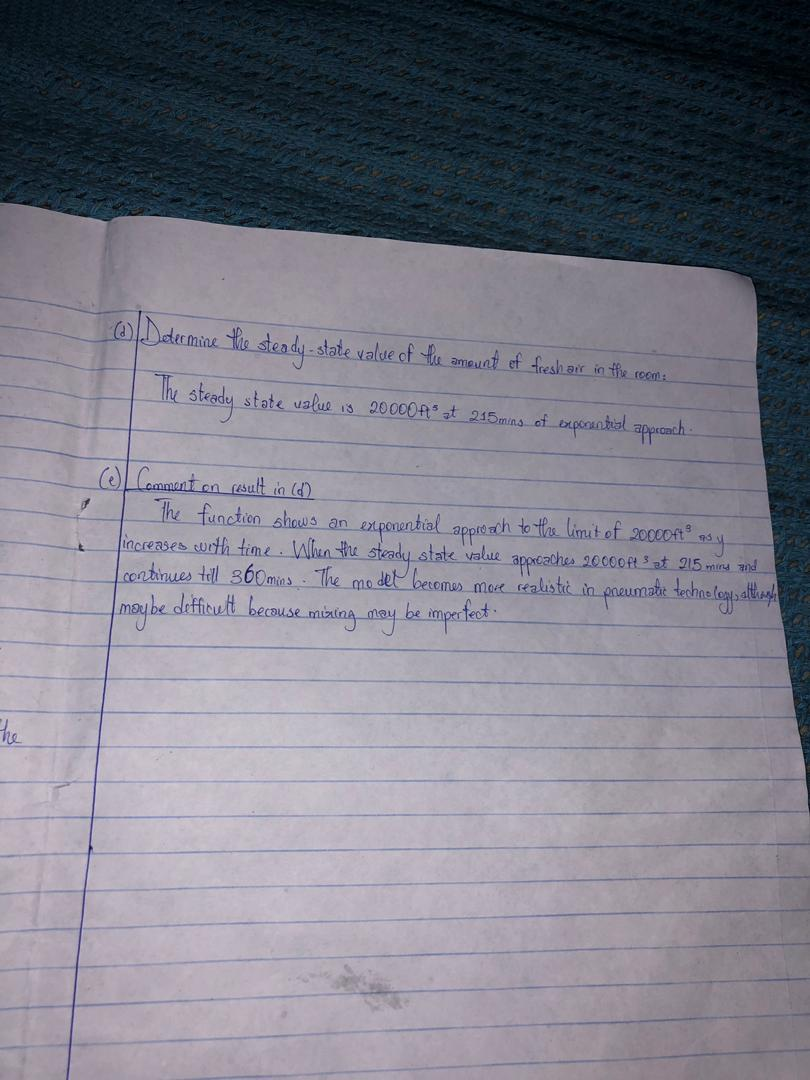 (d) Determine the steady-state value of the amount of fresh air in the room:
The steady state value is 20000ft³ at 215mins of exponential approach.
(e) Comment on result in (d)
The function shows an exponential approach to the limit of 20000ft³ as y
increases with time. When the steady state value approaches 20000ft³ at 215 mins and
continues till 360mins. The model becomes more realistic in pneumatic technology, although
maybe difficult because mixing may be imperfect.
the